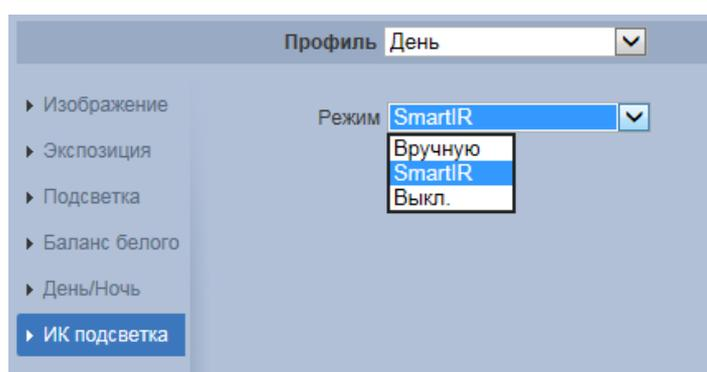 Профиль День
Изображение
Режим SmartIR
Экспозиция
Вручную
SmartIR
Подсветка
Выкл.
Баланс белого
День/Ночь
ИК подсветка